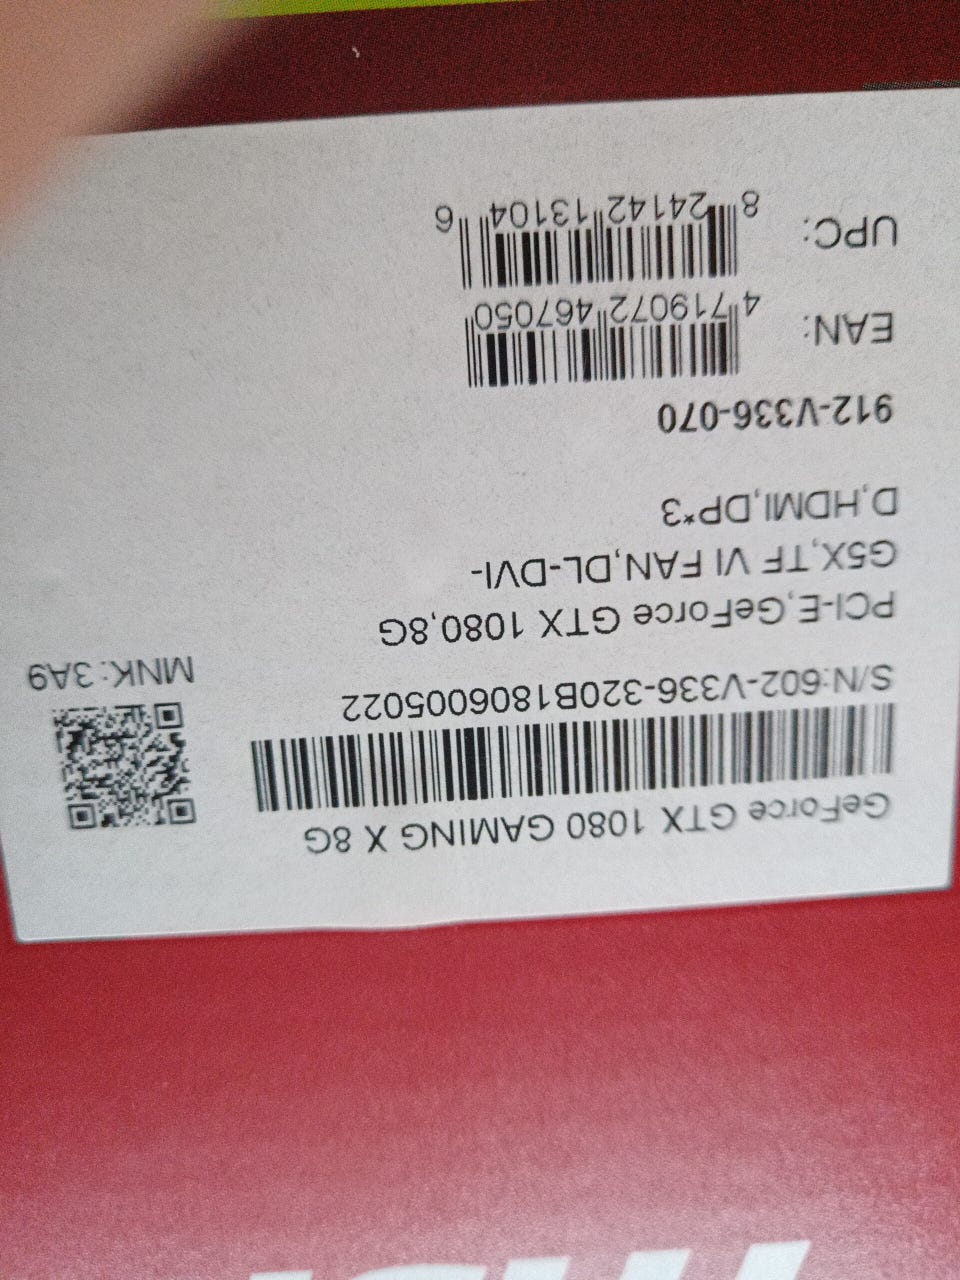 GeForce GTX 1080 GAMING X 8G
S/N:602-V336-320B1806005022
MNK:3A9
PCI-E,GeForce GTX 1080,8G
G5X,TF VI FAN,DL-DVI-
D,HDMI,DP*3
912-V336-070
EAN:
4 719072 467050
UPC:
8 24142 13104 6